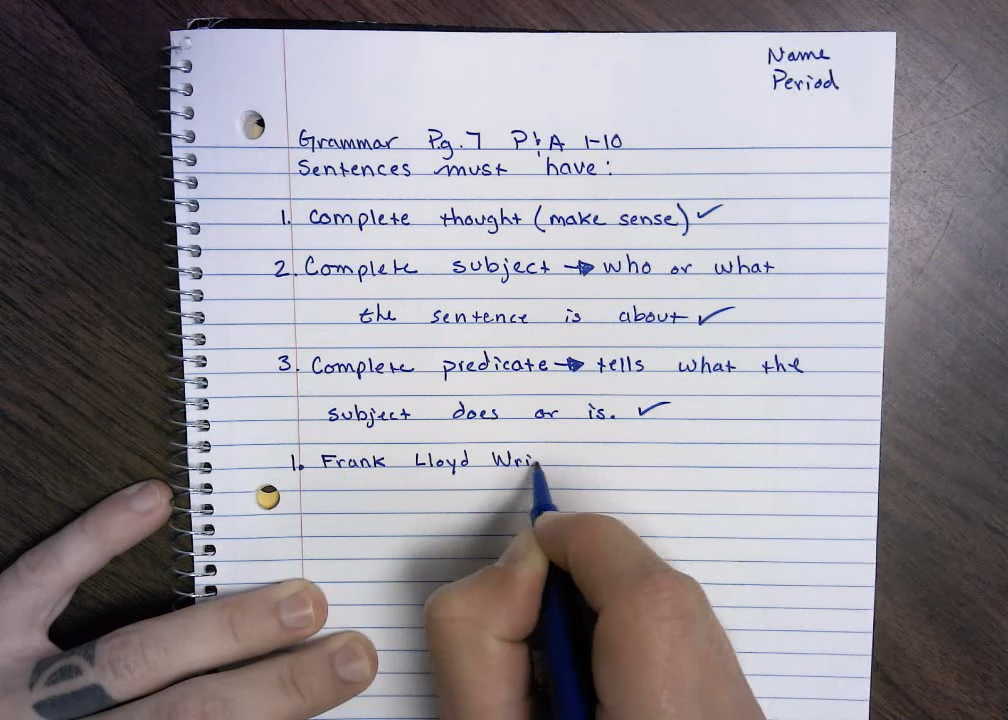 Name
Period
Grammar Pg. 7 P&A 1-10
Sentences must have:
1. Complete thought (make sense) ✓
2. Complete subject → who or what
the sentence is about ✓
3. Complete predicate → tells what the
subject does or is. ✓
1. Frank Lloyd Wri